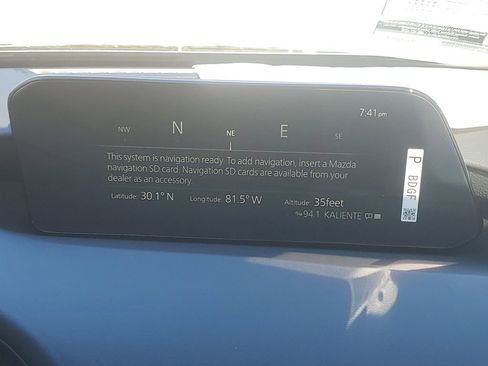 7:41pm
NW N NE E SE
This system is navigation ready. To add navigation, insert a Mazda
navigation SD card. Navigation SD cards are available from your
dealer as an accessory.
Latitude: 30.1° N Longitude: 81.5° W Altitude: 35feet
94.1 KALIENTE
P BDGF